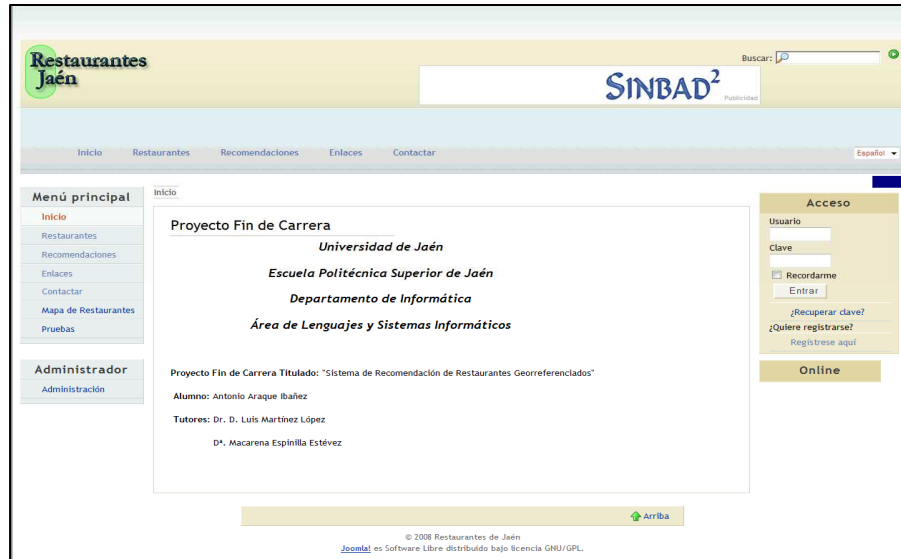 Restaurantes
Jaén
Buscar:
SINBAD²
Publicidad
Inicio Restaurantes Recomendaciones Enlaces Contactar
Español
Menú principal
Inicio
Restaurantes
Recomendaciones
Enlaces
Contactar
Mapa de Restaurantes
Pruebas
Administrador
Administración
Inicio
Proyecto Fin de Carrera
Universidad de Jaén
Escuela Politécnica Superior de Jaén
Departamento de Informática
Área de Lenguajes y Sistemas Informáticos
Proyecto Fin de Carrera Titulado: "Sistema de Recomendación de Restaurantes Georreferenciados"
Alumno: Antonio Araque Ibañez
Tutores: Dr. D. Luis Martínez López
Dª. Macarena Espinilla Estévez
Acceso
Usuario
Clave
Recordarme
Entrar
¿Recuperar clave?
¿Quiere registrarse?
Regístrese aquí
Online
Arriba
© 2008 Restaurantes de Jaén
Joomla! es Software Libre distribuido bajo licencia GNU/GPL.